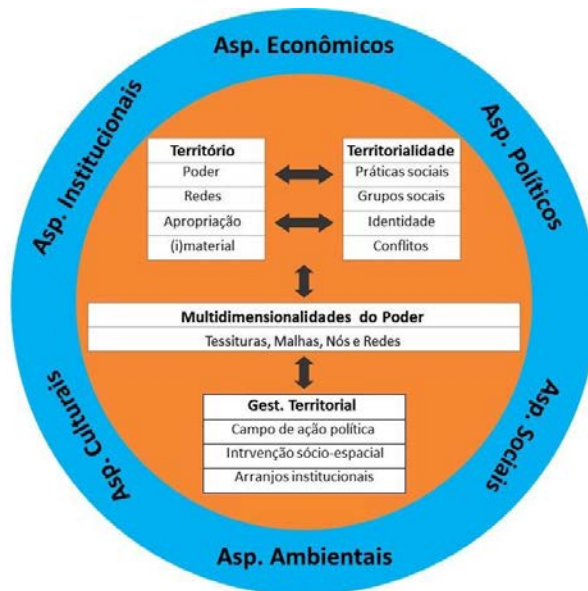 Asp. Econômicos
Asp. Institucionais
Asp. Políticos
Território
Poder
Redes
Apropriação
(i)material
Territorialidade
Práticas sociais
Grupos socais
Identidade
Conflitos
Multidimensionalidades do Poder
Tessituras, Malhas, Nós e Redes
Gest. Territorial
Campo de ação política
Intrvenção sócio-espacial
Arranjos institucionais
Asp. Culturais
Asp. Sociais
Asp. Ambientais